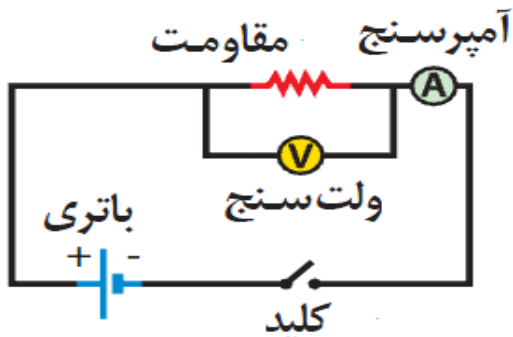 آمپرسنج
مقاومت
A
V
ولت‌سنج
باتری
+ -
کلید